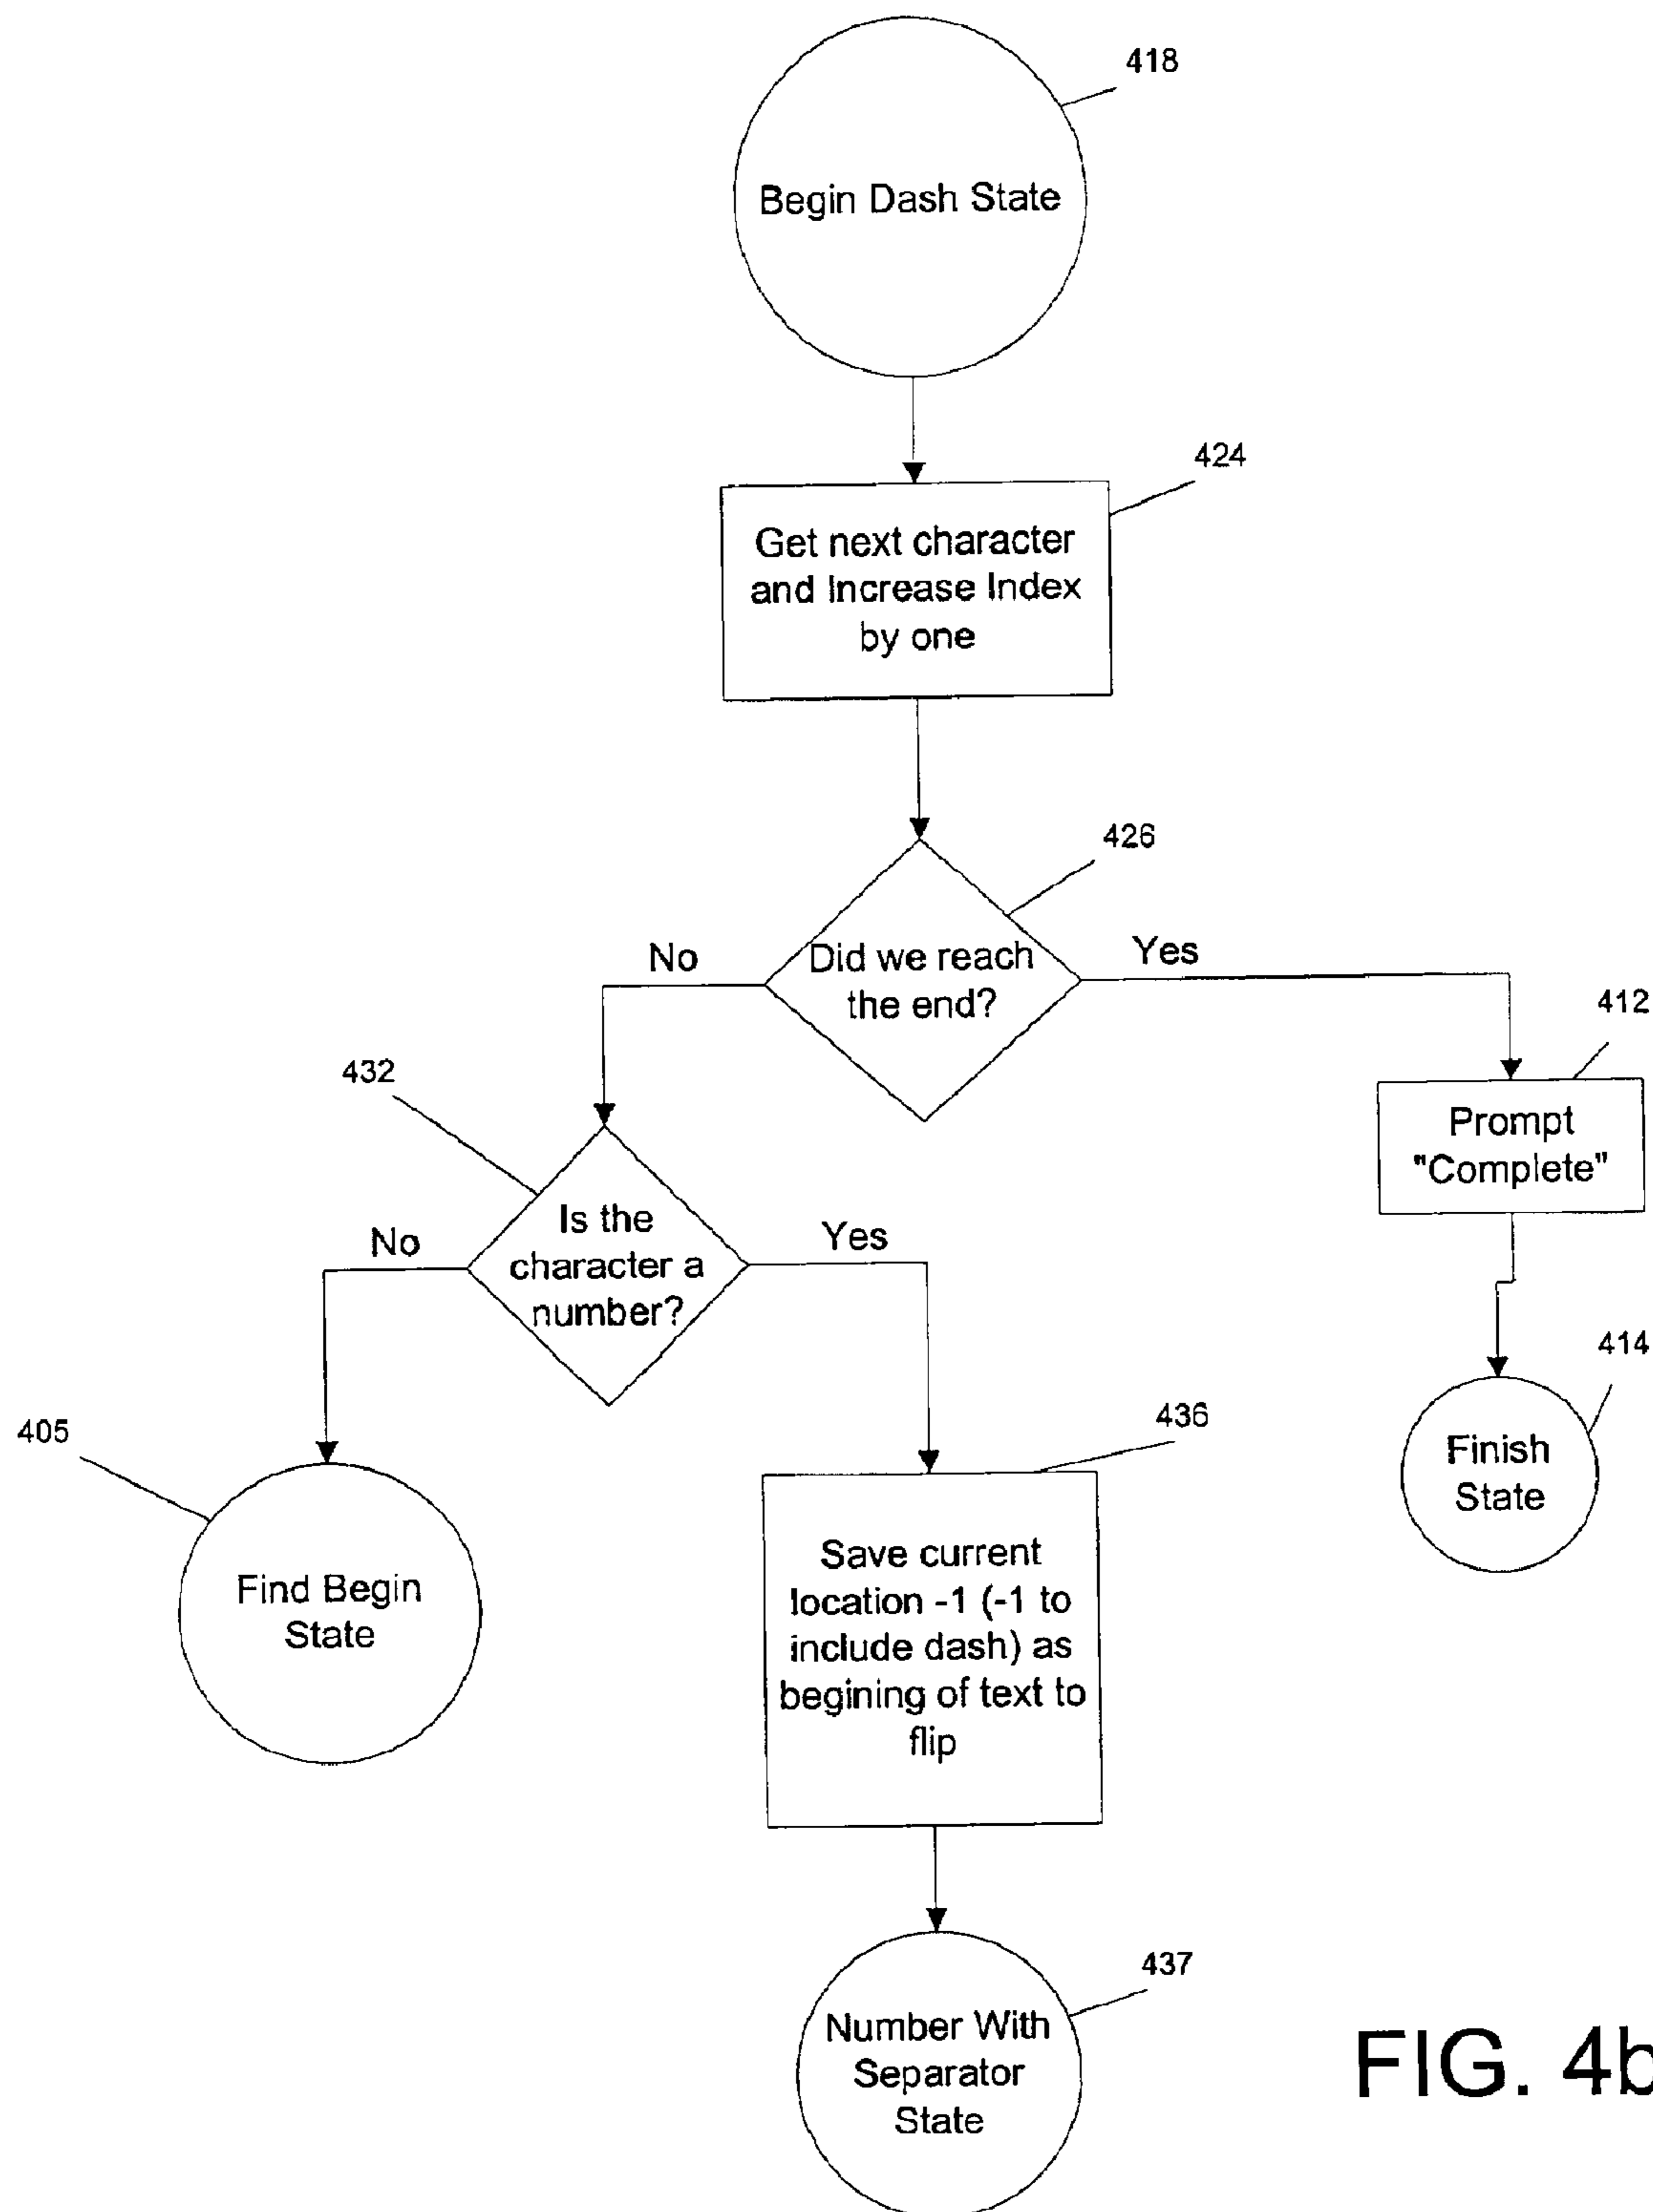 418
Begin Dash State
424
Get next character
and Increase Index
by one
426
Did we reach
the end?
No
Yes
412
Prompt
"Complete"
432
Is the
character a
number?
No
Yes
414
Finish
State
405
Find Begin
State
436
Save current
location -1 (-1 to
include dash) as
begining of text to
flip
437
Number With
Separator
State
FIG. 4b